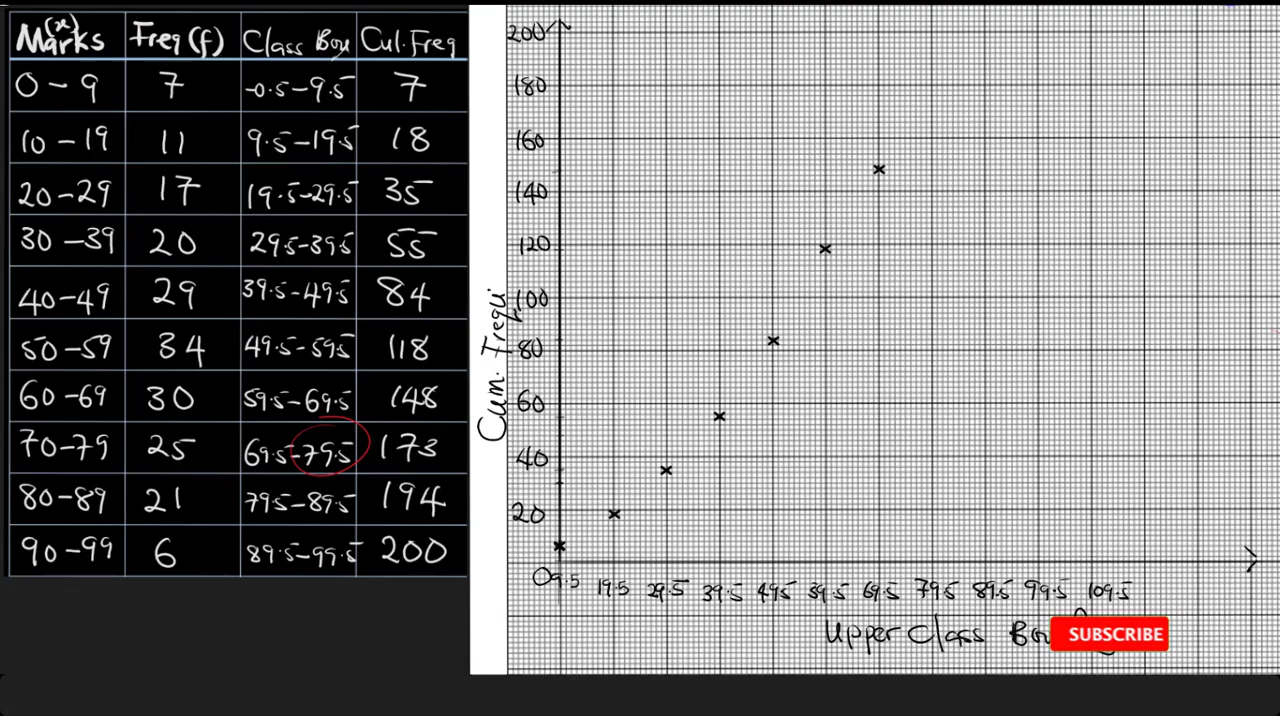 Marks (x) Freq (f) Class Boy Cul. Freq
0 - 9 7 -0.5-9.5 7
10 - 19 11 9.5-19.5 18
20-29 17 19.5-29.5 35
30 -39 20 29.5-39.5 55
40-49 29 39.5-49.5 84
50-59 34 49.5-59.5 118
60-69 30 59.5-69.5 148
70-79 25 69.5-79.5 173
80-89 21 79.5-89.5 194
90-99 6 89.5-99.5 200
200
180
160
140
120
100
80
60
40
20
Cum. Frequ
0 9.5 19.5 29.5 39.5 49.5 59.5 69.5 79.5 89.5 99.5 109.5
Upper Class
SUBSCRIBE